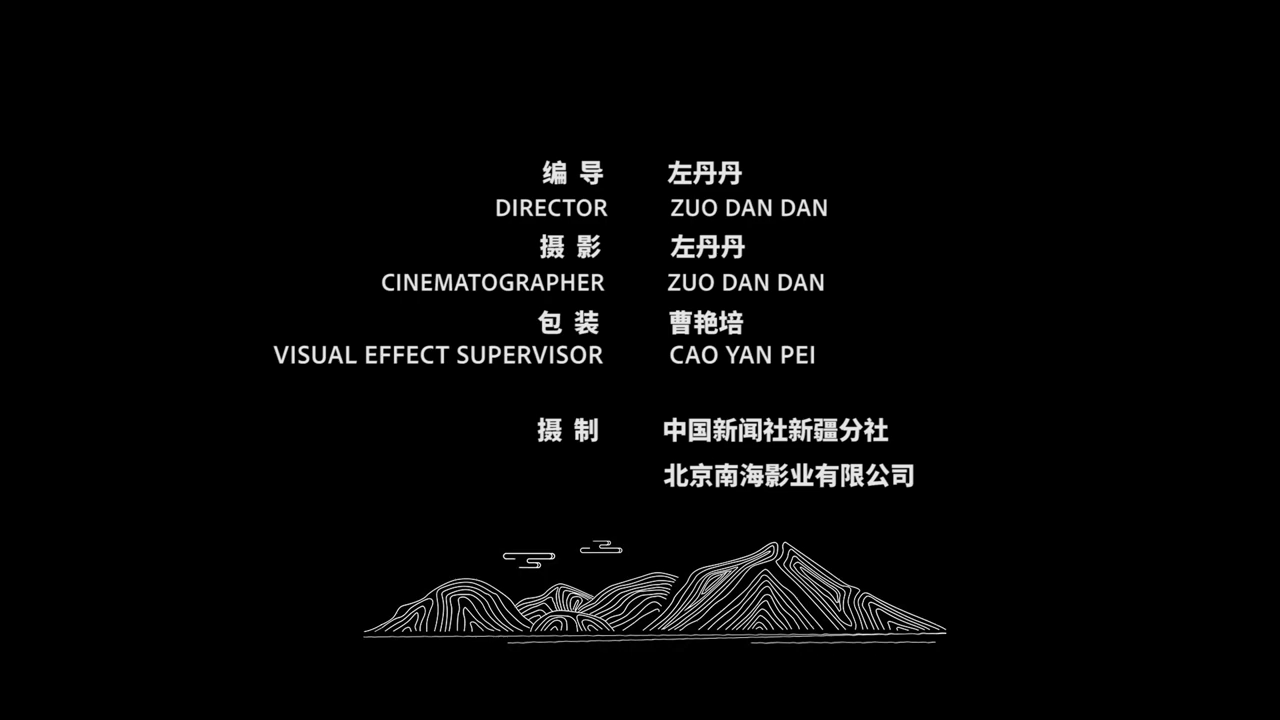 编 导 左丹丹
DIRECTOR ZUO DAN DAN
摄 影 左丹丹
CINEMATOGRAPHER ZUO DAN DAN
包 装 曹艳培
VISUAL EFFECT SUPERVISOR CAO YAN PEI
摄 制 中国新闻社新疆分社
北京南海影业有限公司